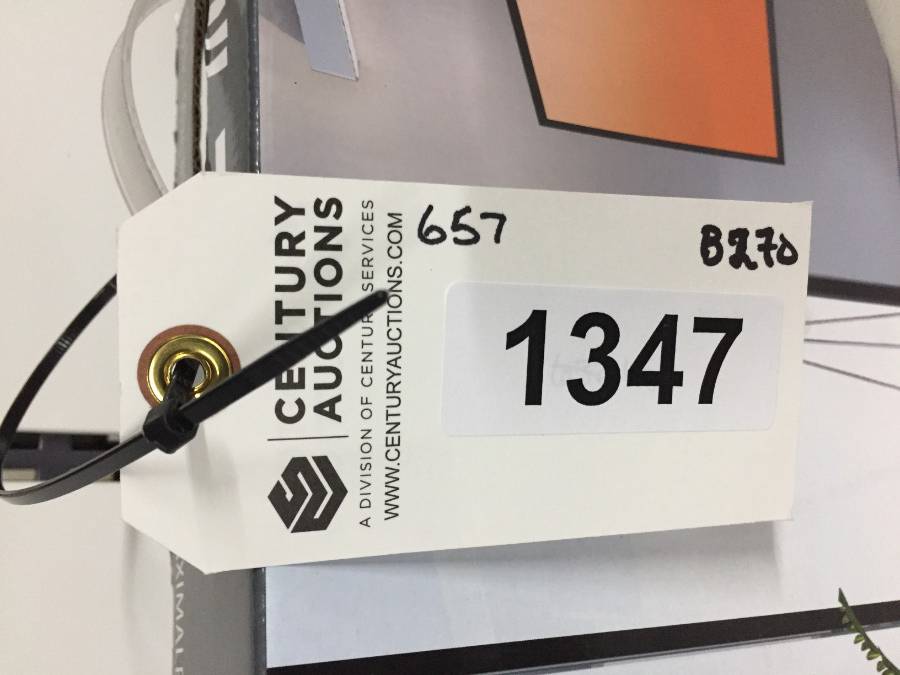 CENTURY
AUCTIONS
A DIVISION OF CENTURY SERVICES
WWW.CENTURYAUCTIONS.COM
657
B270
1347